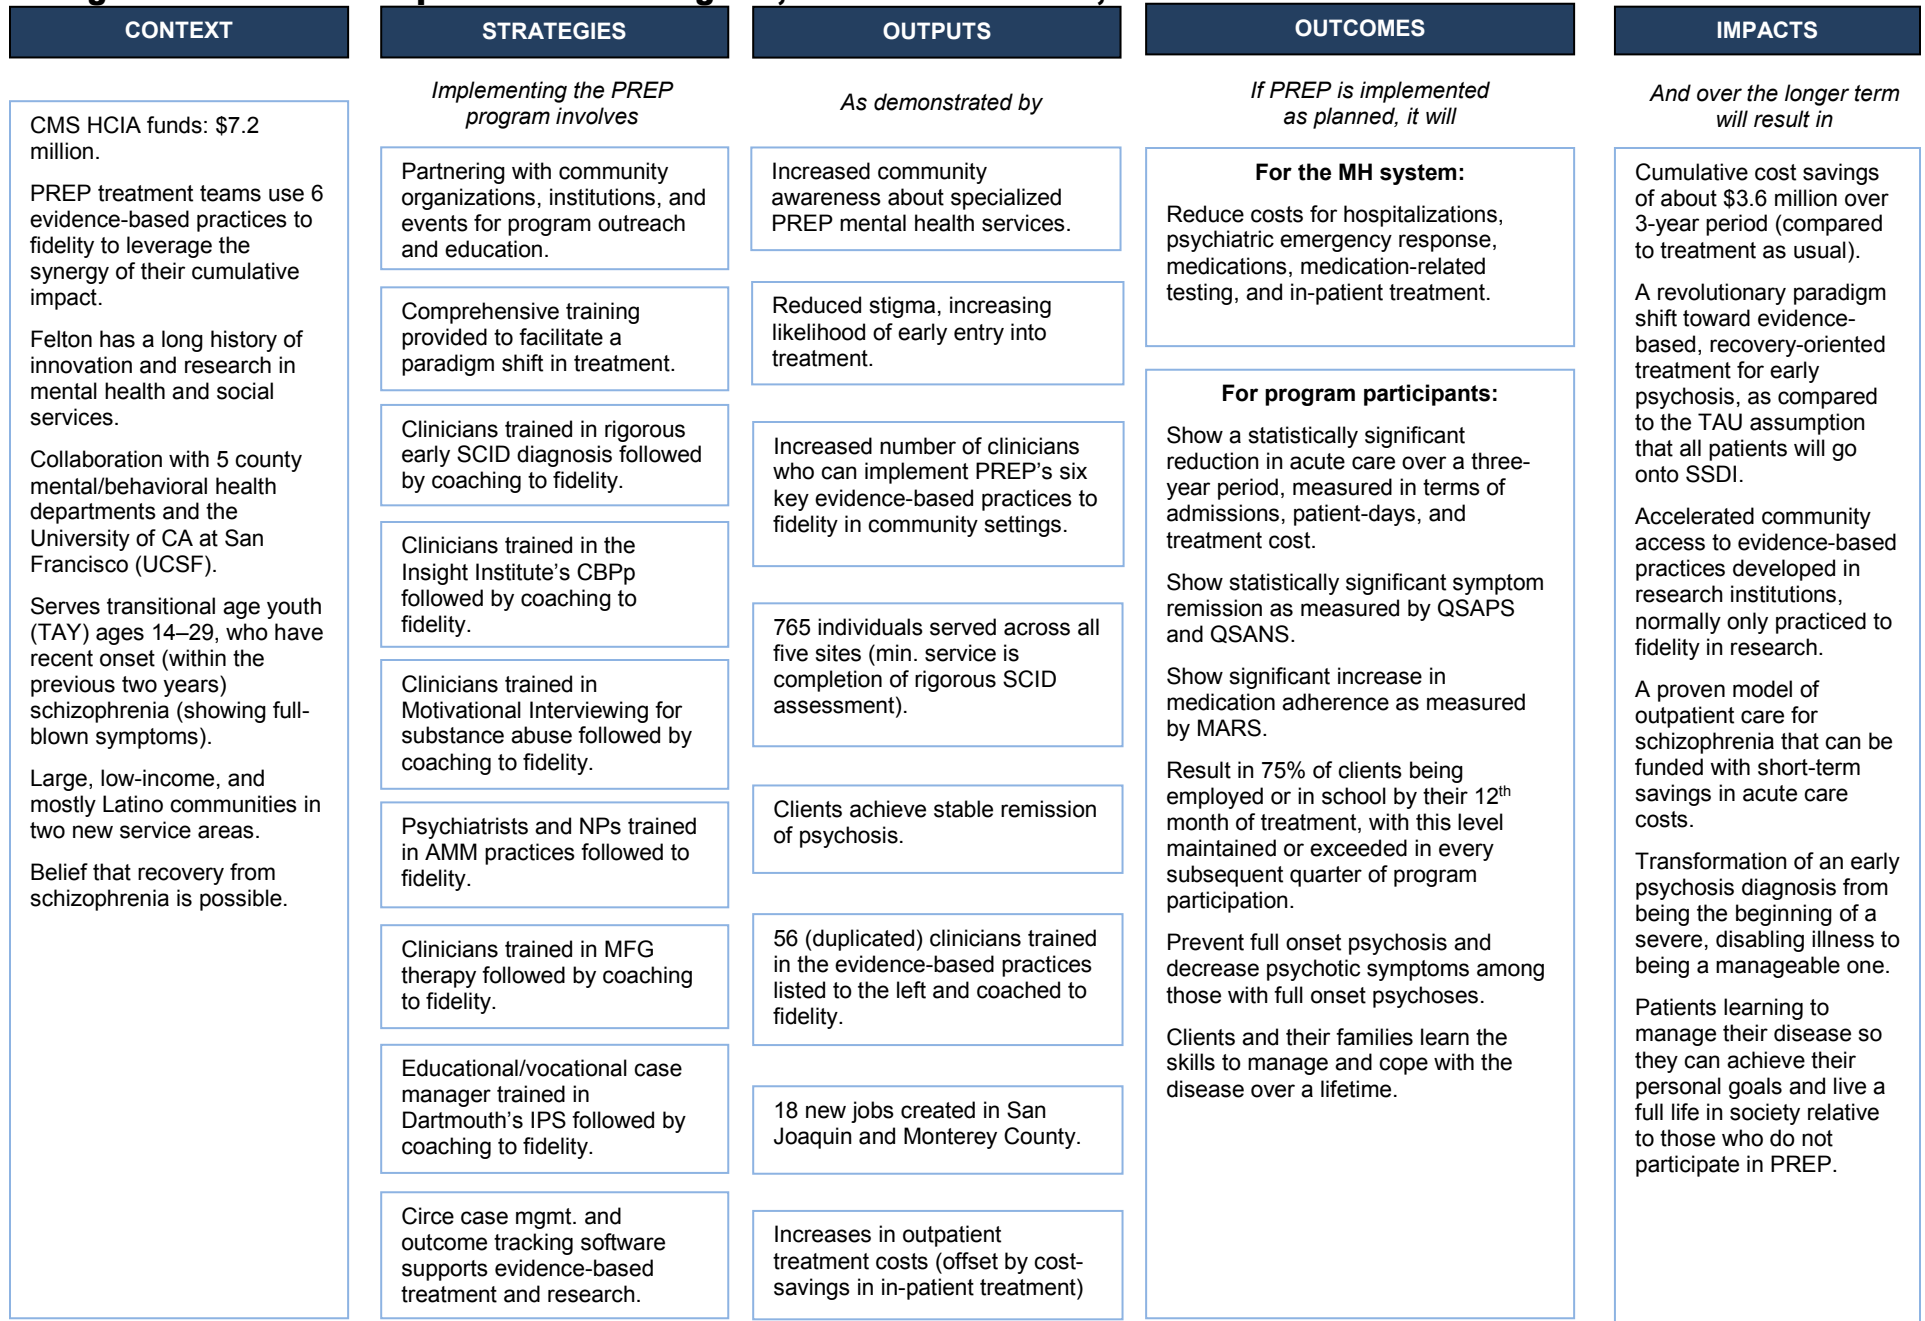 CONTEXT
CMS HCIA funds: $7.2
million.
PREP treatment teams use 6
evidence-based practices to
fidelity to leverage the
synergy of their cumulative
impact.
Felton has a long history of
innovation and research in
mental health and social
services.
Collaboration with 5 county
mental/behavioral health
departments and the
University of CA at San
Francisco (UCSF).
Serves transitional age youth
(TAY) ages 14–29, who have
recent onset (within the
previous two years)
schizophrenia (showing full-
blown symptoms).
Large, low-income, and
mostly Latino communities in
two new service areas.
Belief that recovery from
schizophrenia is possible.
STRATEGIES
Implementing the PREP
program involves
Partnering with community
organizations, institutions, and
events for program outreach
and education.
Comprehensive training
provided to facilitate a
paradigm shift in treatment.
Clinicians trained in rigorous
early SCID diagnosis followed
by coaching to fidelity.
Clinicians trained in the
Insight Institute's CBPp
followed by coaching to
fidelity.
Clinicians trained in
Motivational Interviewing for
substance abuse followed by
coaching to fidelity.
Psychiatrists and NPs trained
in AMM practices followed to
fidelity.
Clinicians trained in MFG
therapy followed by coaching
to fidelity.
Educational/vocational case
manager trained in
Dartmouth's IPS followed by
coaching to fidelity.
Circe case mgmt. and
outcome tracking software
supports evidence-based
treatment and research.
OUTPUTS
As demonstrated by
Increased community
awareness about specialized
PREP mental health services.
Reduced stigma, increasing
likelihood of early entry into
treatment.
Increased number of clinicians
who can implement PREP's six
key evidence-based practices to
fidelity in community settings.
765 individuals served across all
five sites (min. service is
completion of rigorous SCID
assessment).
Clients achieve stable remission
of psychosis.
56 (duplicated) clinicians trained
in the evidence-based practices
listed to the left and coached to
fidelity.
18 new jobs created in San
Joaquin and Monterey County.
Increases in outpatient
treatment costs (offset by cost-
savings in in-patient treatment)
OUTCOMES
If PREP is implemented
as planned, it will
For the MH system:
Reduce costs for hospitalizations,
psychiatric emergency response,
medications, medication-related
testing, and in-patient treatment.
For program participants:
Show a statistically significant
reduction in acute care over a three-
year period, measured in terms of
admissions, patient-days, and
treatment cost.
Show statistically significant symptom
remission as measured by QSAPS
and QSANS.
Show significant increase in
medication adherence as measured
by MARS.
Result in 75% of clients being
employed or in school by their 12th
month of treatment, with this level
maintained or exceeded in every
subsequent quarter of program
participation.
Prevent full onset psychosis and
decrease psychotic symptoms among
those with full onset psychoses.
Clients and their families learn the
skills to manage and cope with the
disease over a lifetime.
IMPACTS
And over the longer term
will result in
Cumulative cost savings
of about $3.6 million over
3-year period (compared
to treatment as usual).
A revolutionary paradigm
shift toward evidence-
based, recovery-oriented
treatment for early
psychosis, as compared
to the TAU assumption
that all patients will go
onto SSDI.
Accelerated community
access to evidence-based
practices developed in
research institutions,
normally only practiced to
fidelity in research.
A proven model of
outpatient care for
schizophrenia that can be
funded with short-term
savings in acute care
costs.
Transformation of an early
psychosis diagnosis from
being the beginning of a
severe, disabling illness to
being a manageable one.
Patients learning to
manage their disease so
they can achieve their
personal goals and live a
full life in society relative
to those who do not
participate in PREP.